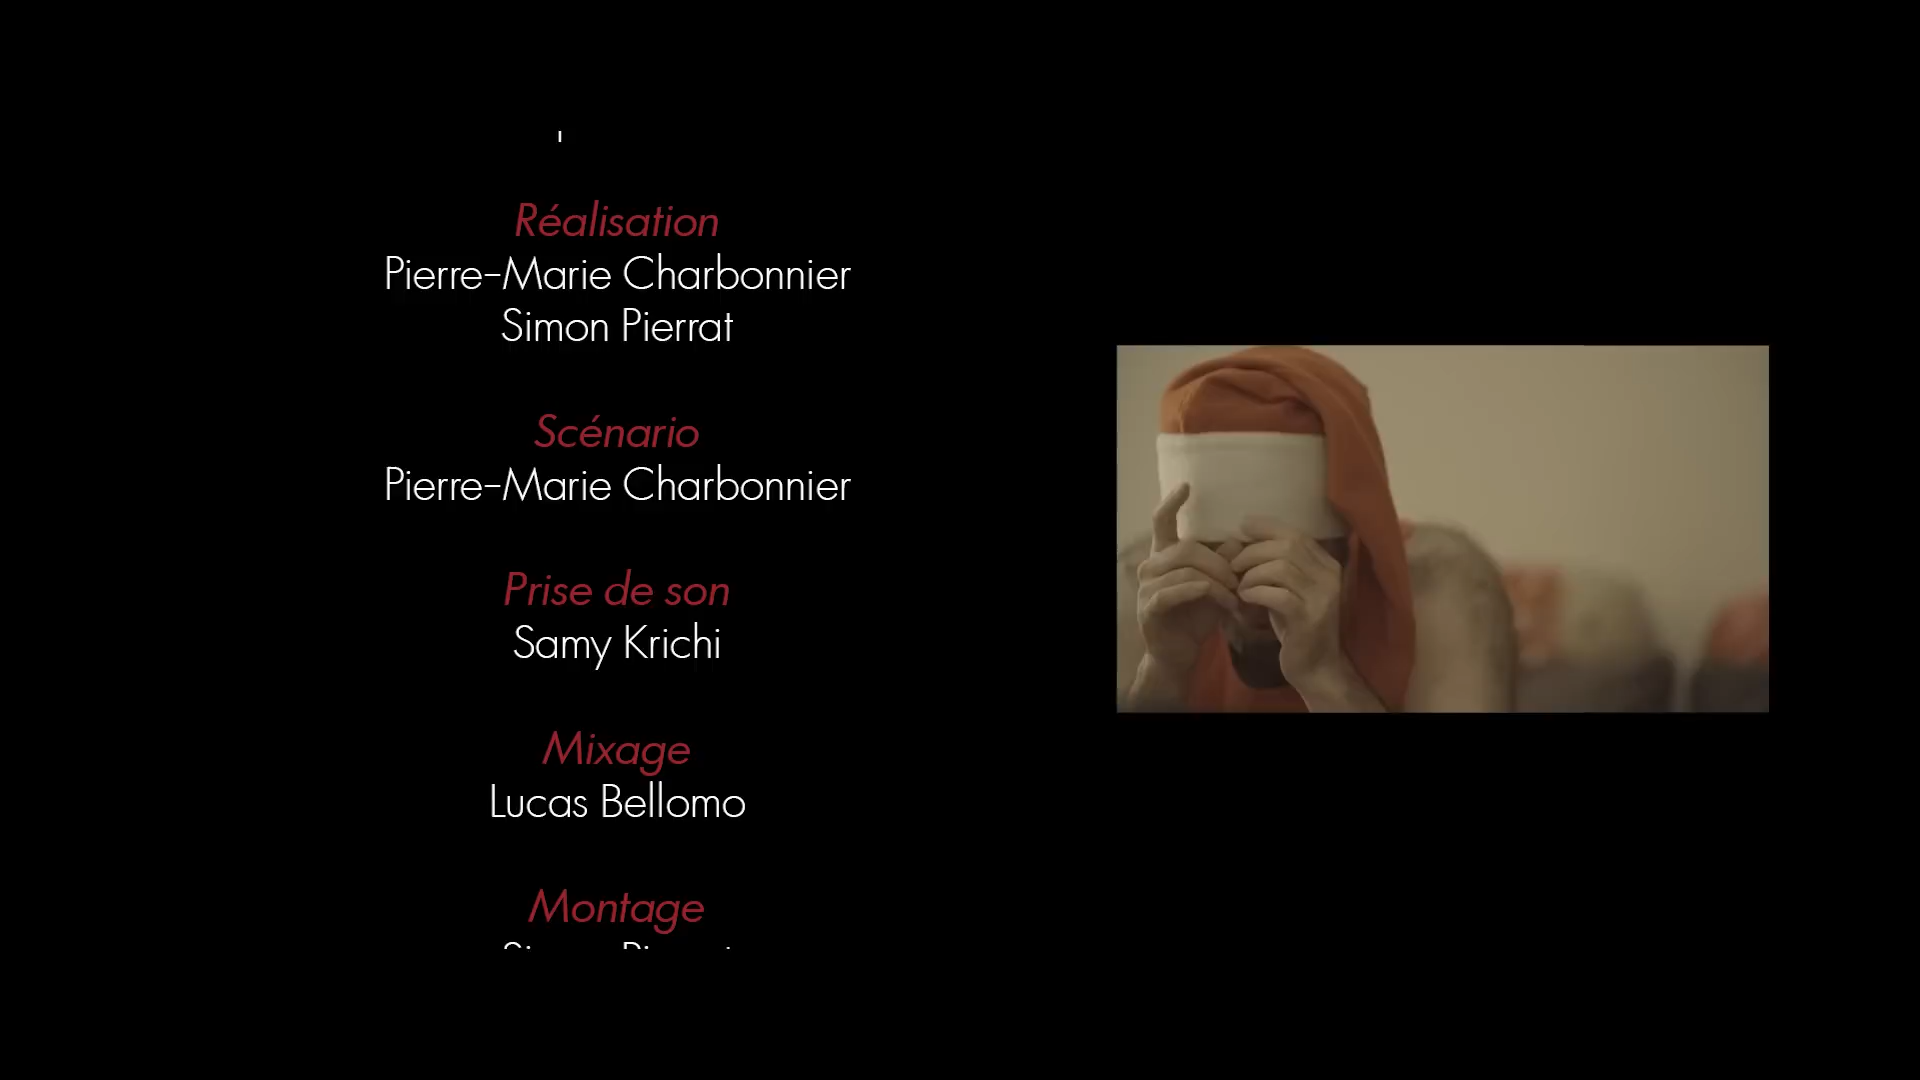 Réalisation
Pierre-Marie Charbonnier
Simon Pierrat
Scénario
Pierre-Marie Charbonnier
Prise de son
Samy Krichi
Mixage
Lucas Bellomo
Montage